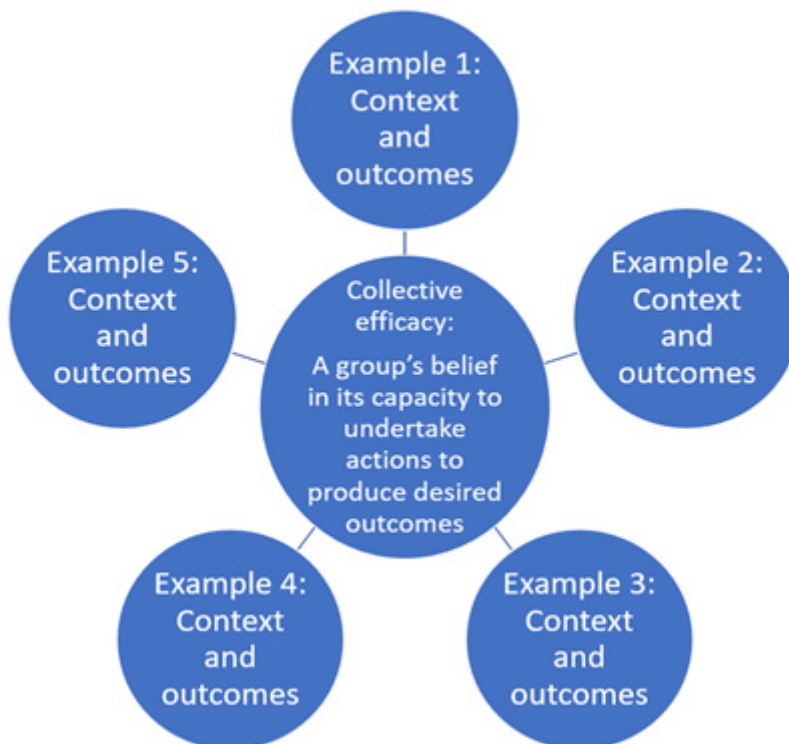 Example 1:
Context
and
outcomes
Example 5:
Context
and
outcomes
Example 2:
Context
and
outcomes
Collective
efficacy:
A group’s belief
in its capacity to
undertake
actions to
produce desired
outcomes
Example 4:
Context
and
outcomes
Example 3:
Context
and
outcomes